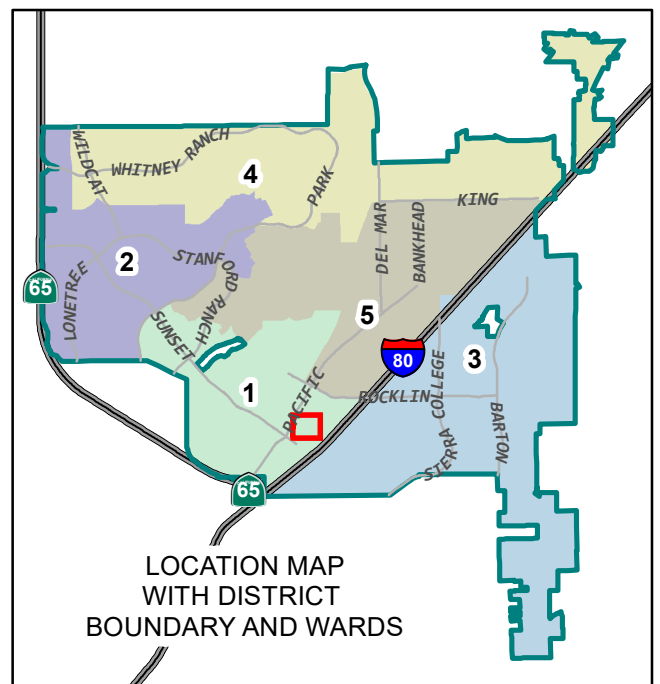 WILDCAT
WHITNEY RANCH
4
PARK
KING
DEL MAR
BANKHEAD
2
STANFORD RANCH
65
LONETREE
SUNSET
5
80
3
1
PACIFIC
ROCKLIN
SIERRA COLLEGE
BARTON
65
LOCATION MAP
WITH DISTRICT
BOUNDARY AND WARDS